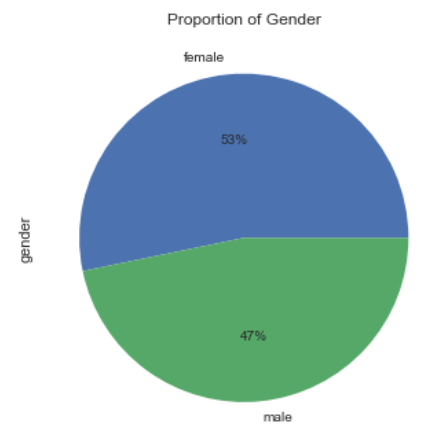 Proportion of Gender
female
53%
gender
47%
male